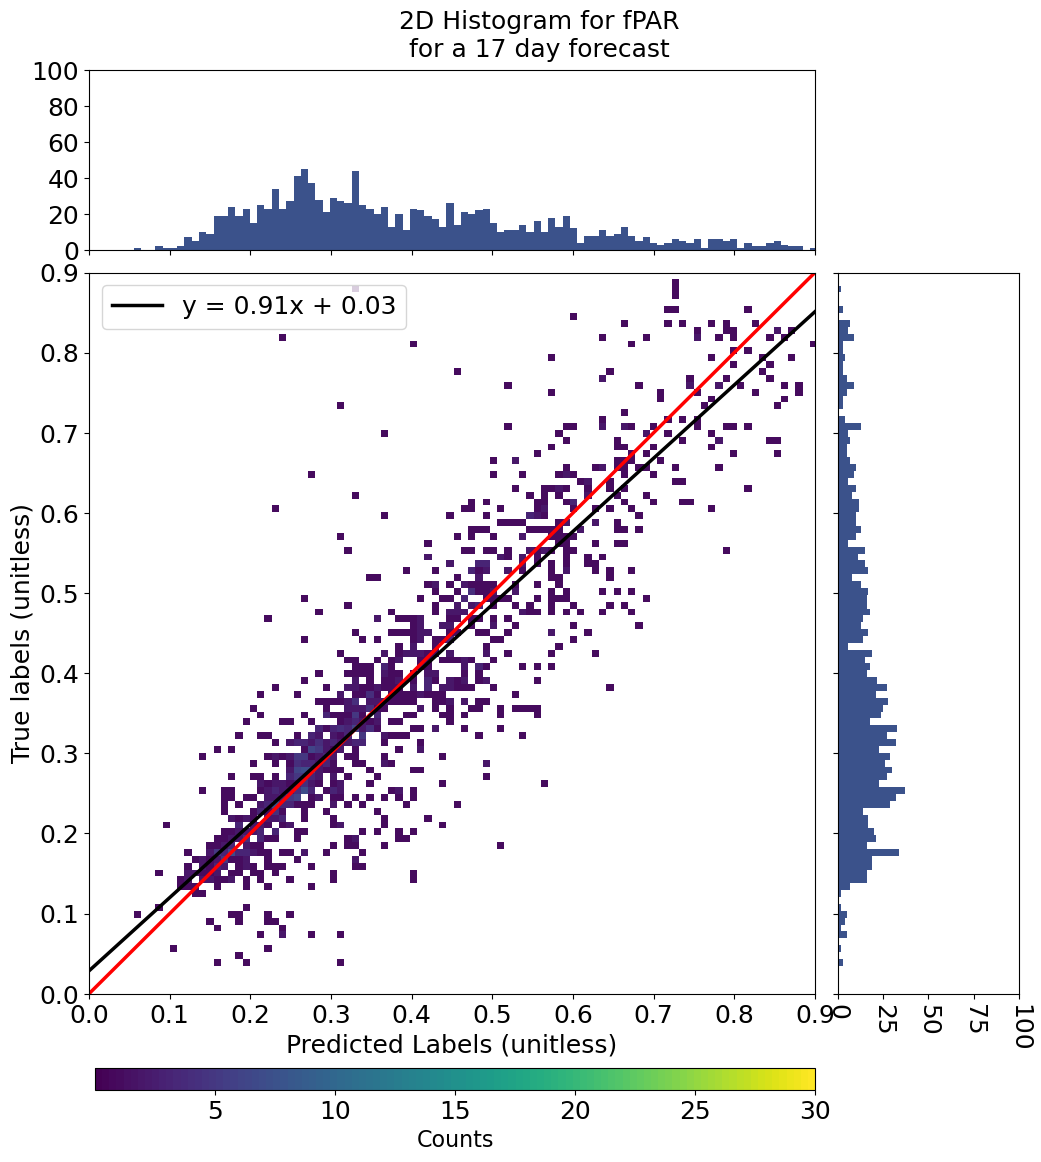 2D Histogram for fPAR
for a 17 day forecast
100
80
60
40
20
0
0.9
0.8
0.7
0.6
0.5
0.4
0.3
0.2
0.1
0.0
True labels (unitless)
y = 0.91x + 0.03
0.0 0.1 0.2 0.3 0.4 0.5 0.6 0.7 0.8 0.9
Predicted Labels (unitless)
0 25 50 75 100
5 10 15 20 25 30
Counts